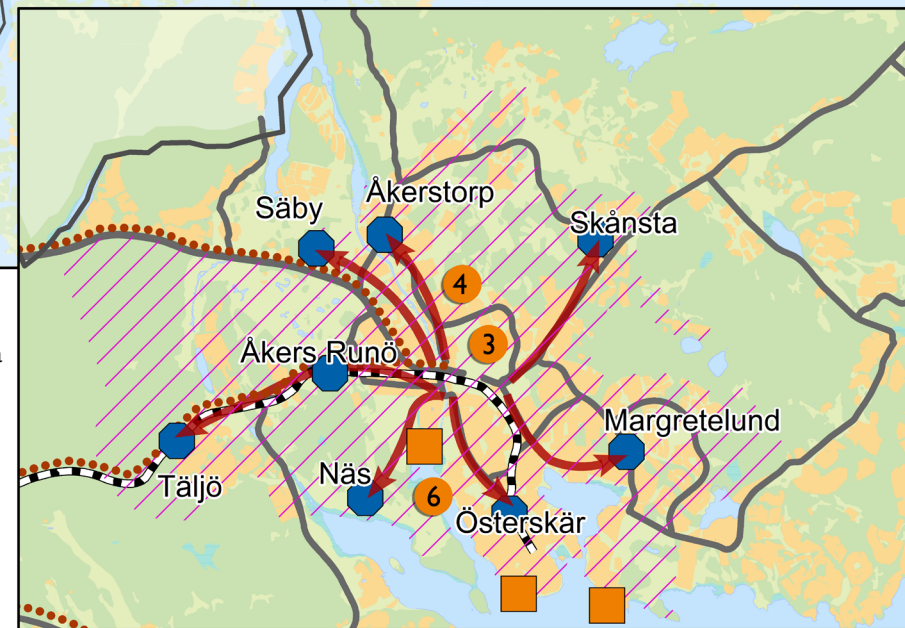 Åkerstorp
Säby
Skånsta
4
3
Åkers Runö
Margretelund
Näs
Täljö
6
Österskär